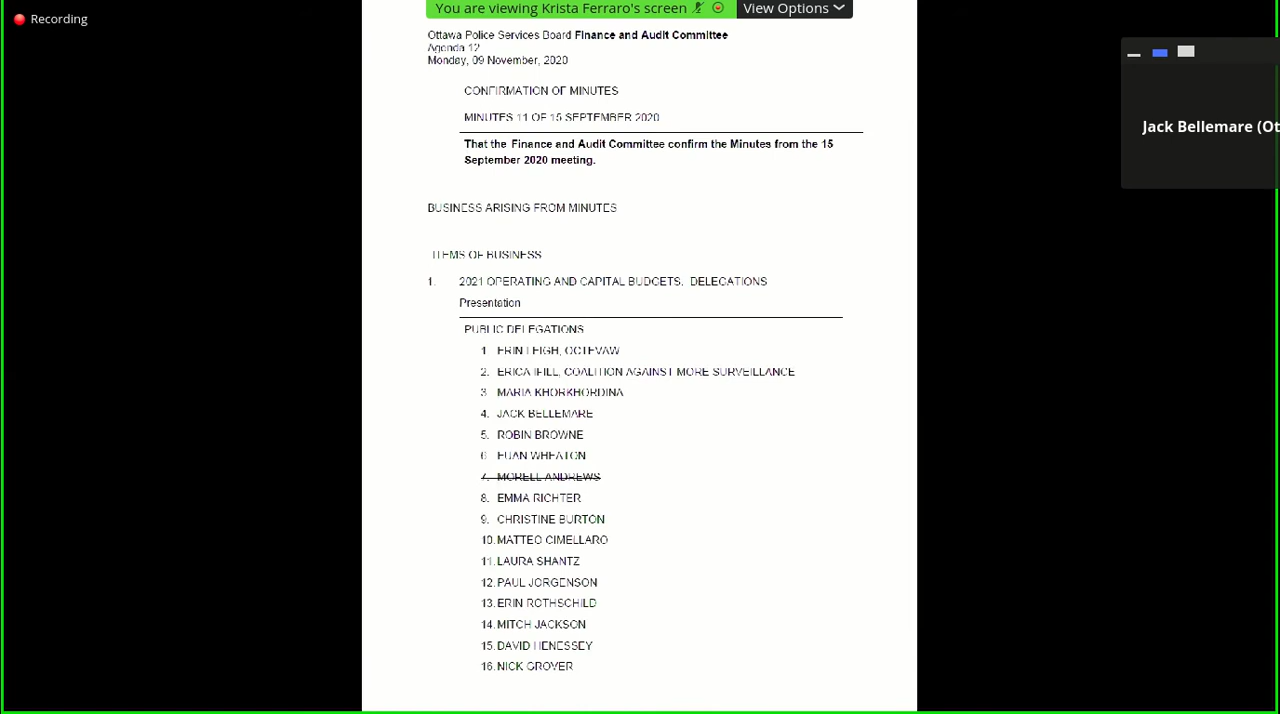 Recording
You are viewing Krista Ferraro's screen
View Options
Ottawa Police Services Board Finance and Audit Committee
Agenda 12
Monday, 09 November, 2020
CONFIRMATION OF MINUTES
MINUTES 11 OF 15 SEPTEMBER 2020
That the Finance and Audit Committee confirm the Minutes from the 15
September 2020 meeting.
BUSINESS ARISING FROM MINUTES
ITEMS OF BUSINESS
1. 2021 OPERATING AND CAPITAL BUDGETS: DELEGATIONS
Presentation
PUBLIC DELEGATIONS
1. ERIN LEIGH, OCTEVAW
2. ERICA IFILL, COALITION AGAINST MORE SURVEILLANCE
3. MARIA KHORKHORDINA
4. JACK BELLEMARE
5. ROBIN BROWNE
6. EUAN WHEATON
7. MORELL ANDREWS
8. EMMA RICHTER
9. CHRISTINE BURTON
10. MATTEO CIMELLARO
11. LAURA SHANTZ
12. PAUL JORGENSON
13. ERIN ROTHSCHILD
14. MITCH JACKSON
15. DAVID HENESSEY
16. NICK GROVER
Jack Bellemare (Ot